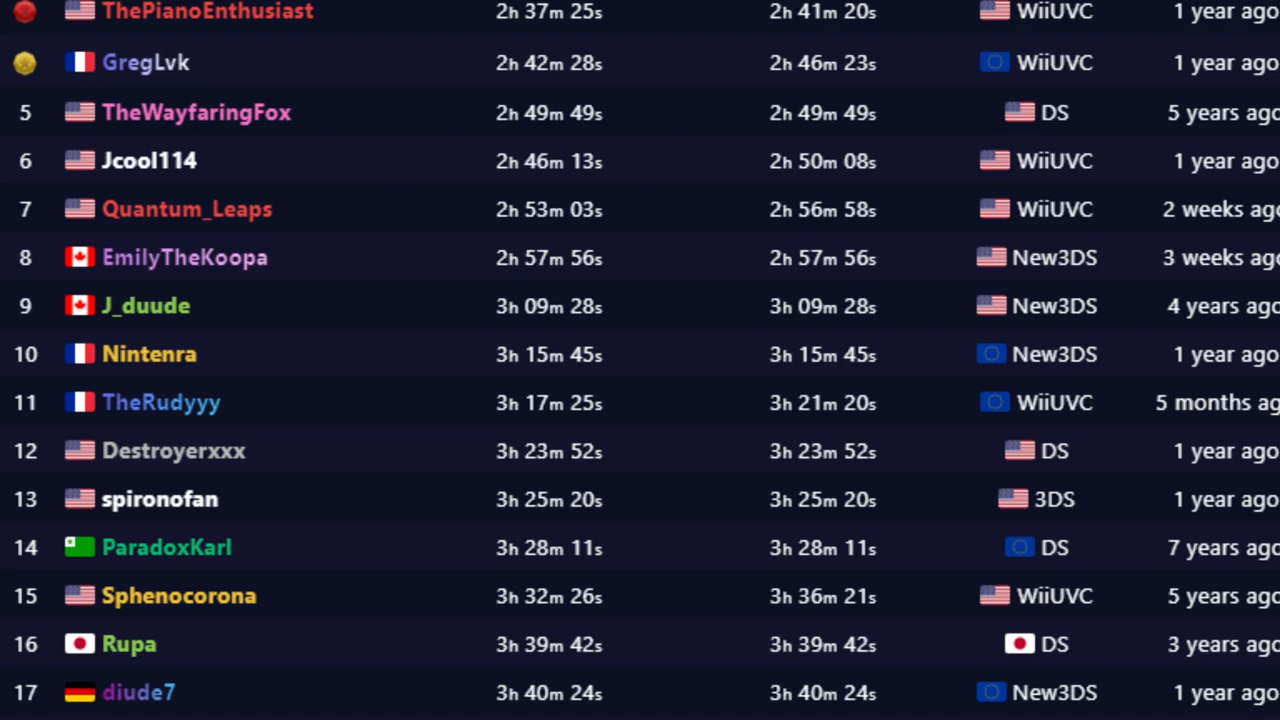 ThePianoEnthusiast 2h 37m 25s 2h 41m 20s WiiUVC 1 year ago
GregLvk 2h 42m 28s 2h 46m 23s WiiUVC 1 year ago
5 TheWayfaringFox 2h 49m 49s 2h 49m 49s DS 5 years ago
6 Jcool114 2h 46m 13s 2h 50m 08s WiiUVC 1 year ago
7 Quantum_Leaps 2h 53m 03s 2h 56m 58s WiiUVC 2 weeks ag
8 EmilyTheKoopa 2h 57m 56s 2h 57m 56s New3DS 3 weeks ag
9 J_duude 3h 09m 28s 3h 09m 28s New3DS 4 years ago
10 Nintenra 3h 15m 45s 3h 15m 45s New3DS 1 year ago
11 TheRudyyy 3h 17m 25s 3h 21m 20s WiiUVC 5 months ag
12 Destroyerxxx 3h 23m 52s 3h 23m 52s DS 1 year ago
13 spironofan 3h 25m 20s 3h 25m 20s 3DS 1 year ago
14 ParadoxKarl 3h 28m 11s 3h 28m 11s DS 7 years ago
15 Sphenocorona 3h 32m 26s 3h 36m 21s WiiUVC 5 years ago
16 Rupa 3h 39m 42s 3h 39m 42s DS 3 years ago
17 diude7 3h 40m 24s 3h 40m 24s New3DS 1 year ago